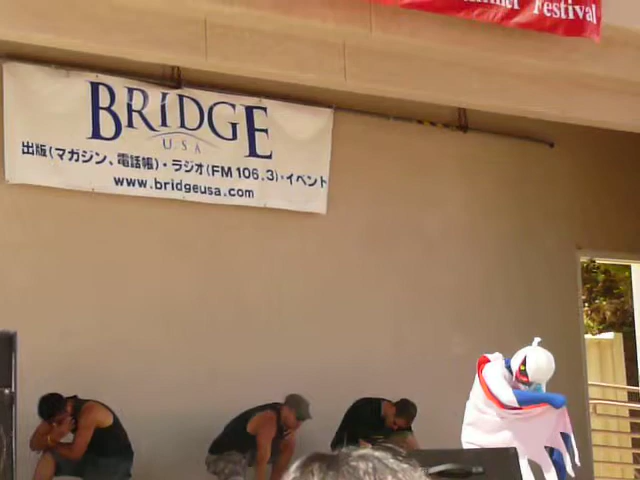 Festival
BRIDGE
U.S.A
出版(マガジン、電話帳)・ラジオ(FM 106.3)・イベント
www.bridgeusa.com